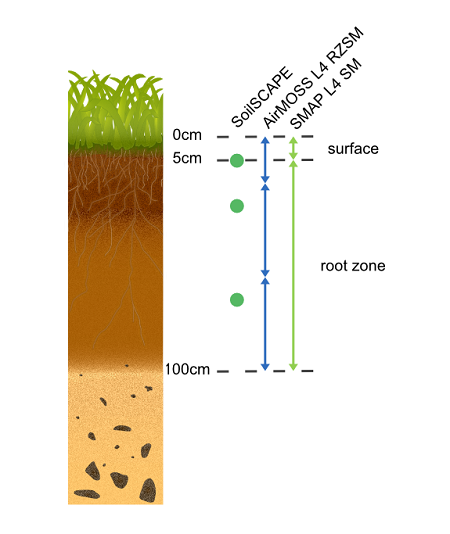 SoilSCAPE
AirMOSS L4 RZSM
SMAP L4 SM
0cm
surface
5cm
root zone
100cm